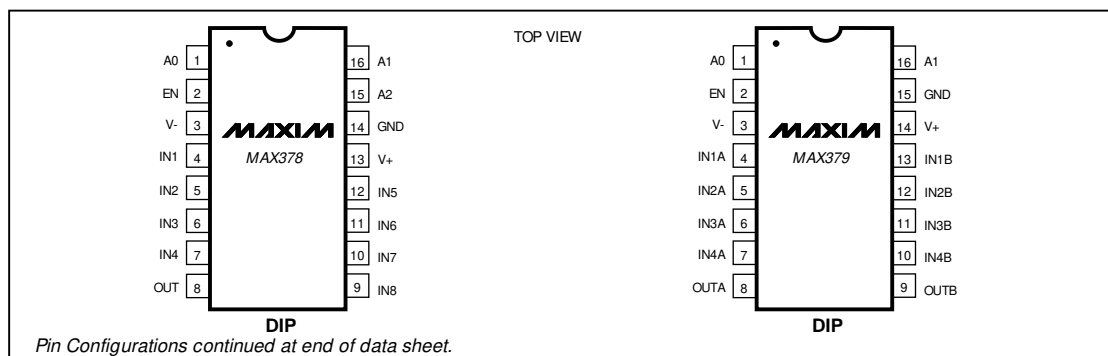 TOP VIEW
A0 1 16 A1
EN 2 15 A2
V- 3 14 GND
MAXIM
IN1 4 13 V+
MAX378
IN2 5 12 IN5
IN3 6 11 IN6
IN4 7 10 IN7
OUT 8 9 IN8
DIP
A0 1 16 A1
EN 2 15 GND
V- 3 14 V+
MAXIM
IN1A 4 13 IN1B
MAX379
IN2A 5 12 IN2B
IN3A 6 11 IN3B
IN4A 7 10 IN4B
OUTA 8 9 OUTB
DIP
Pin Configurations continued at end of data sheet.